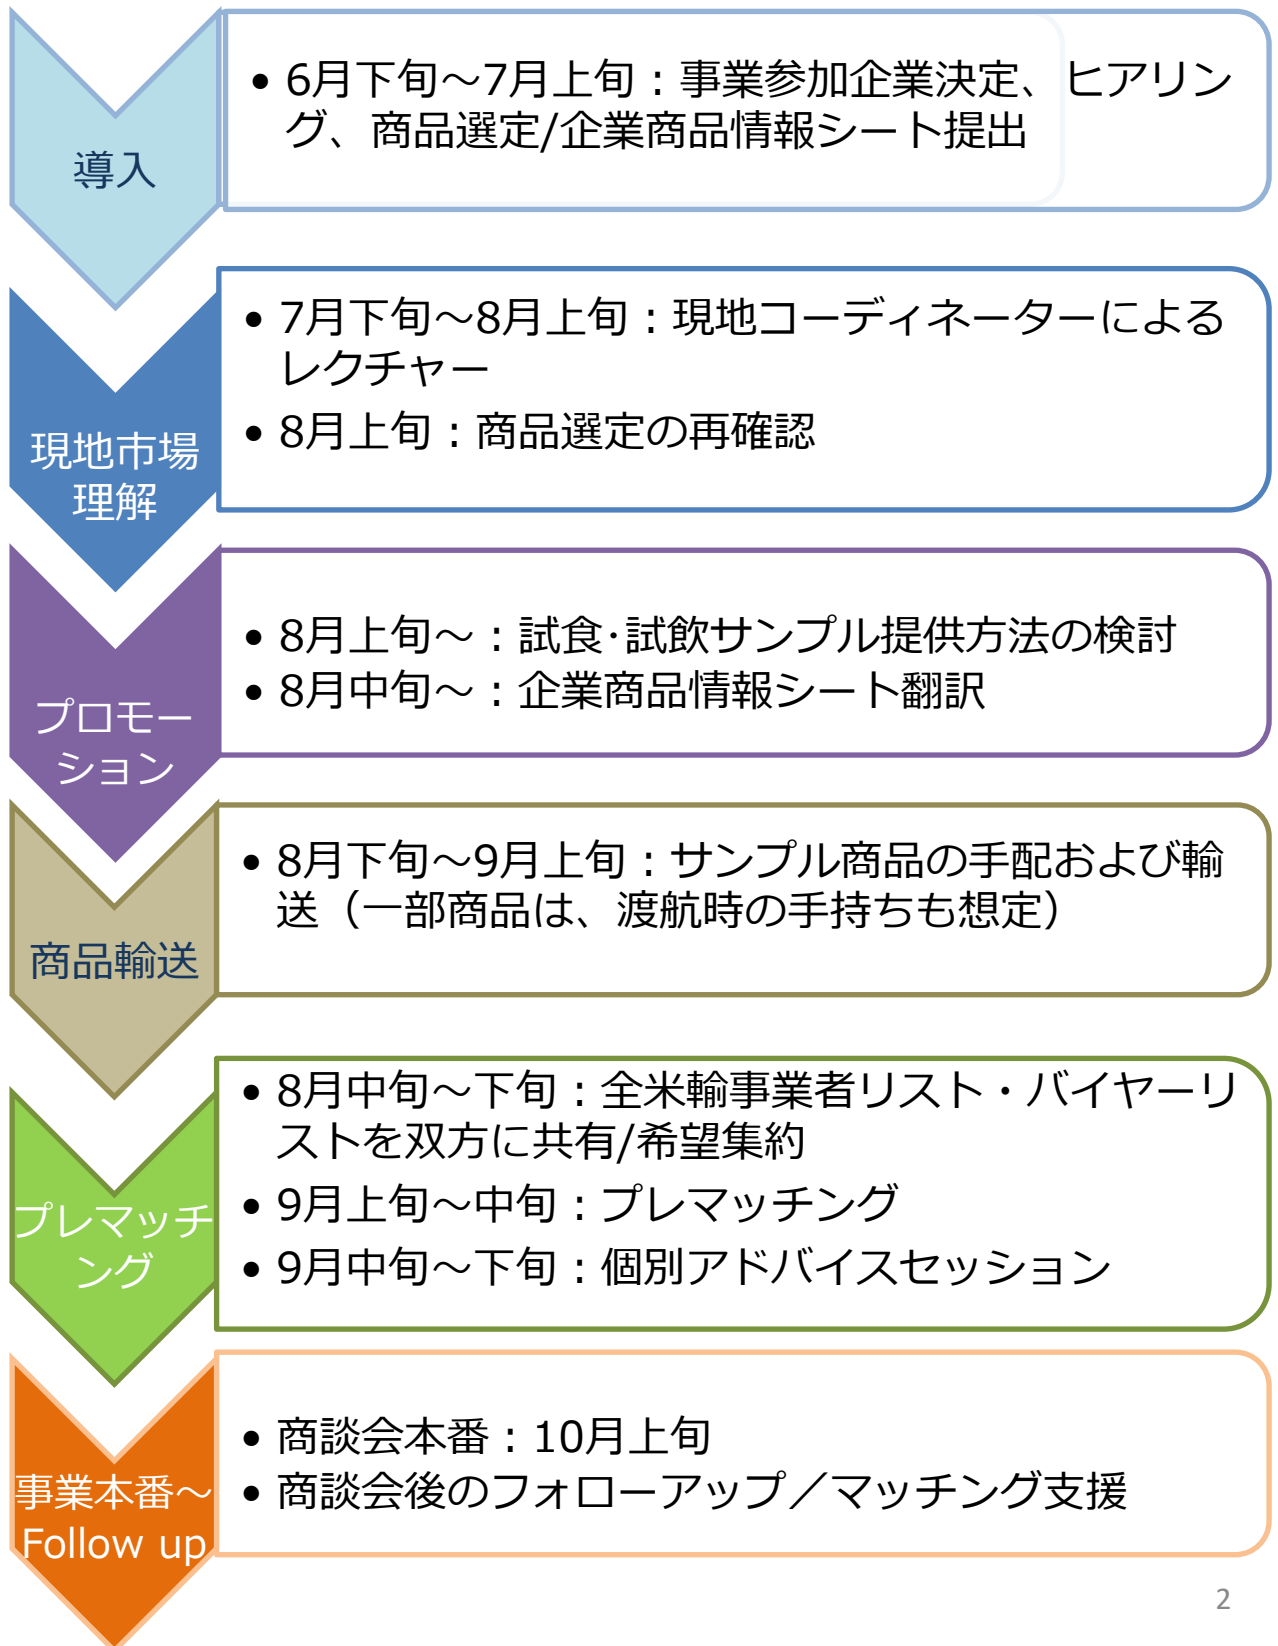 導入
• 6月下旬～7月上旬：事業参加企業決定、ヒアリン
グ、商品選定/企業商品情報シート提出
現地市場
理解
• 7月下旬～8月上旬：現地コーディネーターによる
レクチャー
• 8月上旬：商品選定の再確認
プロモー
ション
• 8月上旬～：試食･試飲サンプル提供方法の検討
• 8月中旬～：企業商品情報シート翻訳
商品輸送
• 8月下旬～9月上旬：サンプル商品の手配および輸
送（一部商品は、渡航時の手持ちも想定）
プレマッチ
ング
• 8月中旬～下旬：全米輸事業者リスト・バイヤーリ
ストを双方に共有/希望集約
• 9月上旬～中旬：プレマッチング
• 9月中旬～下旬：個別アドバイスセッション
事業本番～
Follow up
• 商談会本番：10月上旬
• 商談会後のフォローアップ／マッチング支援
2